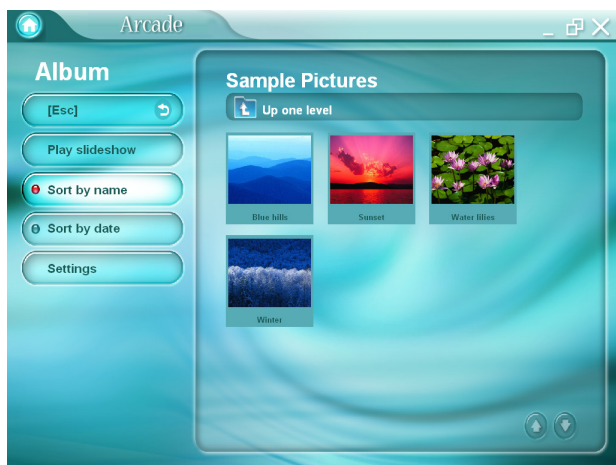 Arcade
Album
[Esc]
Play slideshow
Sort by name
Sort by date
Settings
Sample Pictures
Up one level
Blue hills
Sunset
Water lilies
Winter